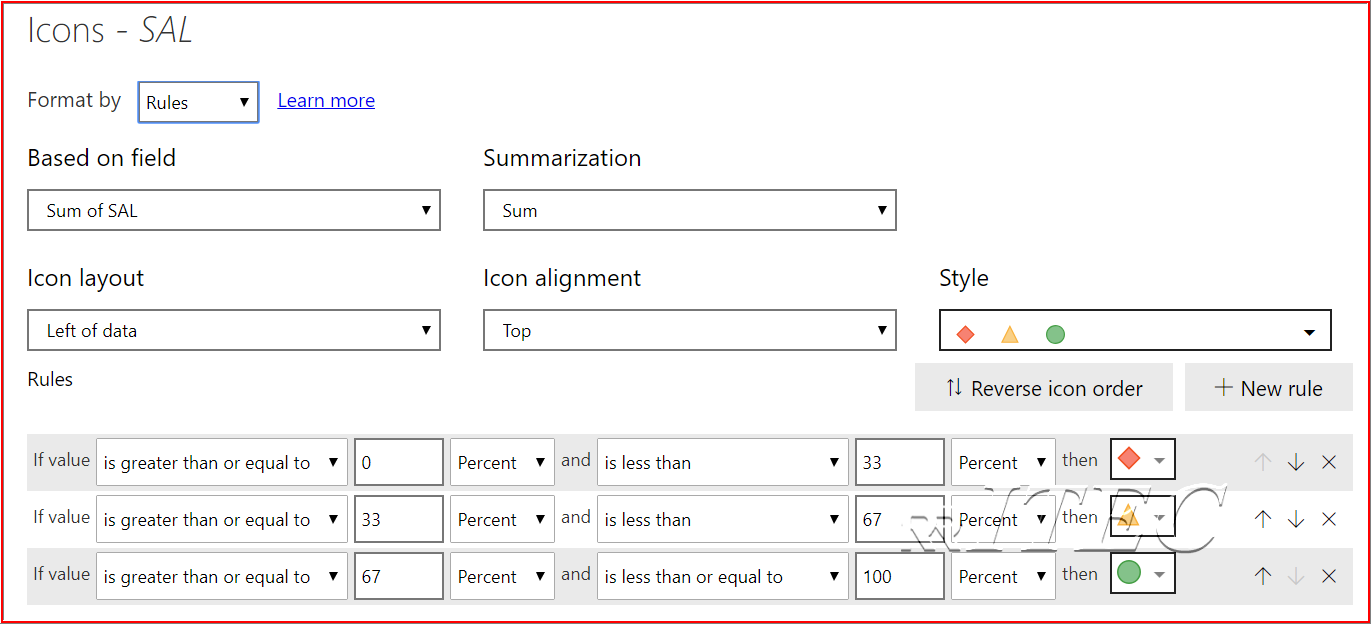 Icons - SAL
Format by Rules Learn more
Based on field Summarization
Sum of SAL Sum
Icon layout Icon alignment Style
Left of data Top
Rules Reverse icon order New rule
If value is greater than or equal to 0 Percent and is less than 33 Percent then
If value is greater than or equal to 33 Percent and is less than 67 Percent then
If value is greater than or equal to 67 Percent and is less than or equal to 100 Percent then